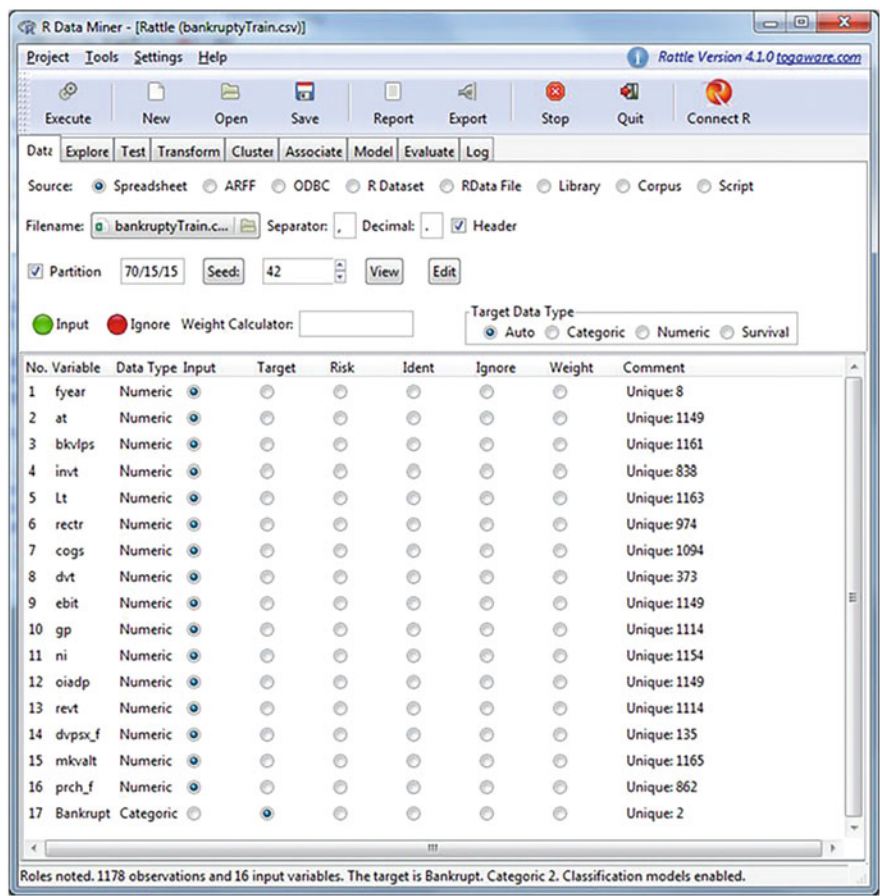 R Data Miner - [Rattle (bankruptyTrain.csv)]
Project Tools Settings Help Rattle Version 4.1.0 togaware.com
Execute New Open Save Report Export Stop Quit Connect R
Data Explore Test Transform Cluster Associate Model Evaluate Log
Source: Spreadsheet ARFF ODBC R Dataset RData File Library Corpus Script
Filename: bankruptyTrain.c... Separator: , Decimal: . Header
Partition 70/15/15 Seed: 42 View Edit
Target Data Type
Input Ignore Weight Calculator: Auto Categoric Numeric Survival
No. Variable Data Type Input Target Risk Ident Ignore Weight Comment
1 fyear Numeric Unique: 8
2 at Numeric Unique: 1149
3 bkvlps Numeric Unique: 1161
4 invt Numeric Unique: 838
5 Lt Numeric Unique: 1163
6 rectr Numeric Unique: 974
7 cogs Numeric Unique: 1094
8 dvt Numeric Unique: 373
9 ebit Numeric Unique: 1149
10 gp Numeric Unique: 1114
11 ni Numeric Unique: 1154
12 oiadp Numeric Unique: 1149
13 revt Numeric Unique: 1114
14 dvpsx_f Numeric Unique: 135
15 mkvalt Numeric Unique: 1165
16 prch_f Numeric Unique: 862
17 Bankrupt Categoric Unique: 2
Roles noted. 1178 observations and 16 input variables. The target is Bankrupt. Categoric 2. Classification models enabled.